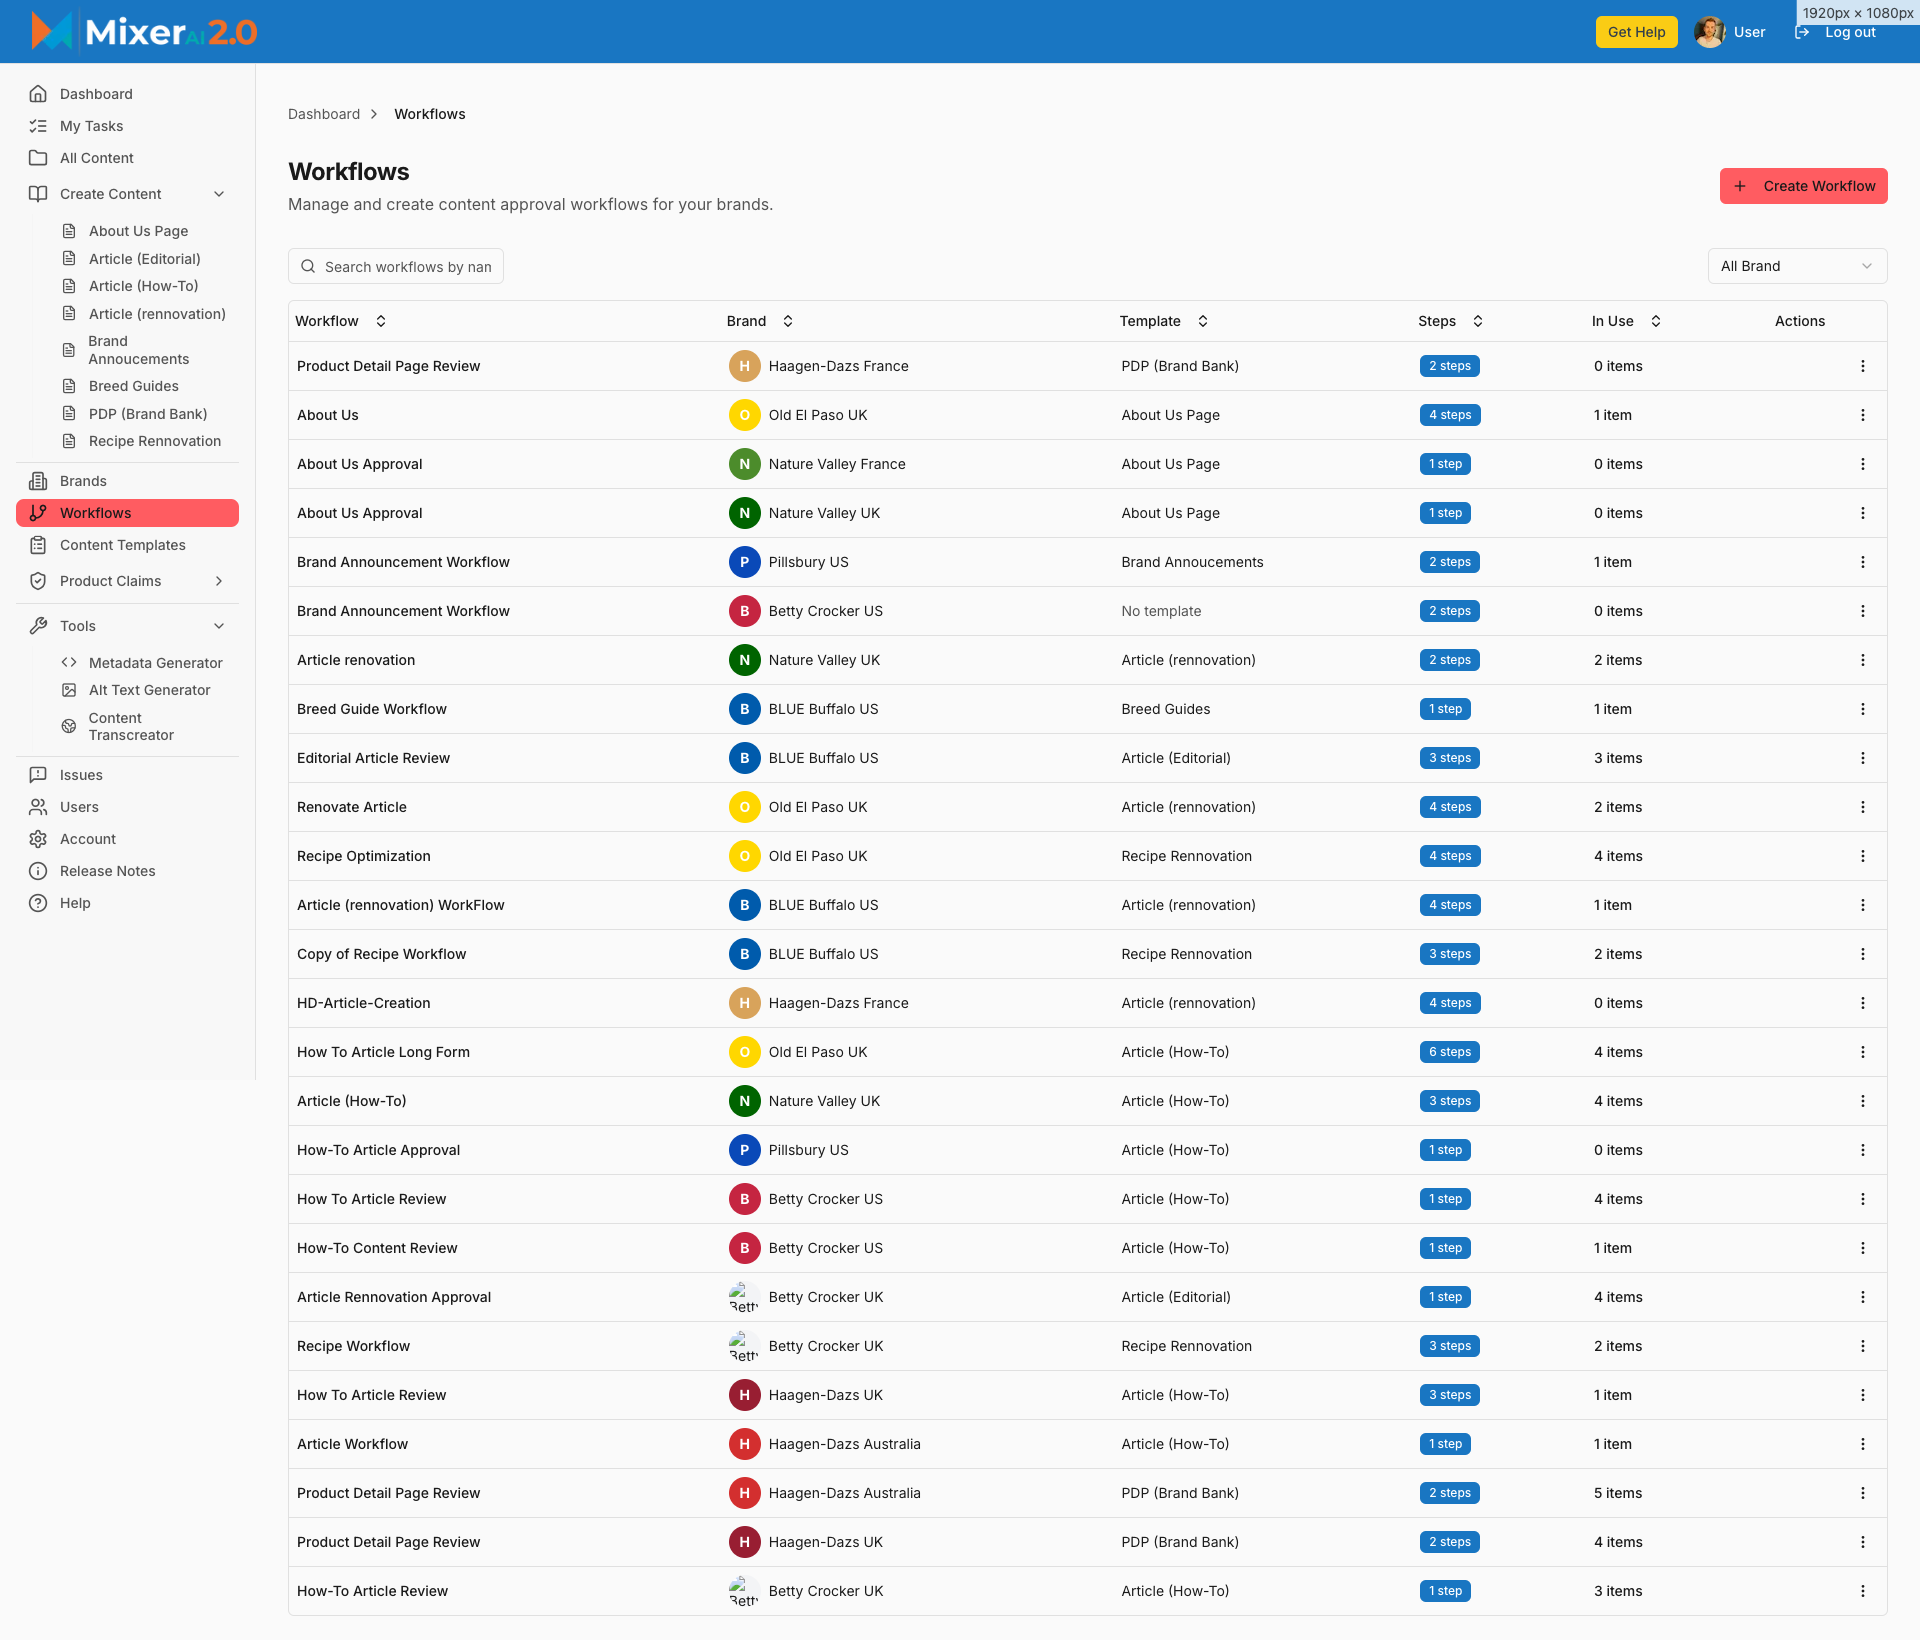 MixerAI 2.0
Get Help
User
1920px × 1080px
Log out
Dashboard
My Tasks
All Content
Create Content
About Us Page
Article (Editorial)
Article (How-To)
Article (rennovation)
Brand
Annoucements
Breed Guides
PDP (Brand Bank)
Recipe Rennovation
Brands
Workflows
Content Templates
Product Claims
Tools
Metadata Generator
Alt Text Generator
Content
Transcreator
Issues
Users
Account
Release Notes
Help
Dashboard > Workflows
Workflows
Manage and create content approval workflows for your brands.
Create Workflow
Search workflows by nan
All Brand
Workflow Brand Template Steps In Use Actions
Product Detail Page Review H Haagen-Dazs France PDP (Brand Bank) 2 steps 0 items
About Us O Old El Paso UK About Us Page 4 steps 1 item
About Us Approval N Nature Valley France About Us Page 1 step 0 items
About Us Approval N Nature Valley UK About Us Page 1 step 0 items
Brand Announcement Workflow P Pillsbury US Brand Annoucements 2 steps 1 item
Brand Announcement Workflow B Betty Crocker US No template 2 steps 0 items
Article renovation N Nature Valley UK Article (rennovation) 2 steps 2 items
Breed Guide Workflow B BLUE Buffalo US Breed Guides 1 step 1 item
Editorial Article Review B BLUE Buffalo US Article (Editorial) 3 steps 3 items
Renovate Article O Old El Paso UK Article (rennovation) 4 steps 2 items
Recipe Optimization O Old El Paso UK Recipe Rennovation 4 steps 4 items
Article (rennovation) WorkFlow B BLUE Buffalo US Article (rennovation) 4 steps 1 item
Copy of Recipe Workflow B BLUE Buffalo US Recipe Rennovation 3 steps 2 items
HD-Article-Creation H Haagen-Dazs France Article (rennovation) 4 steps 0 items
How To Article Long Form O Old El Paso UK Article (How-To) 6 steps 4 items
Article (How-To) N Nature Valley UK Article (How-To) 3 steps 4 items
How-To Article Approval P Pillsbury US Article (How-To) 1 step 0 items
How To Article Review B Betty Crocker US Article (How-To) 1 step 4 items
How-To Content Review B Betty Crocker US Article (How-To) 1 step 1 item
Article Rennovation Approval Betty Betty Crocker UK Article (Editorial) 1 step 4 items
Recipe Workflow Betty Betty Crocker UK Recipe Rennovation 3 steps 2 items
How To Article Review H Haagen-Dazs UK Article (How-To) 3 steps 1 item
Article Workflow H Haagen-Dazs Australia Article (How-To) 1 step 1 item
Product Detail Page Review H Haagen-Dazs Australia PDP (Brand Bank) 2 steps 5 items
Product Detail Page Review H Haagen-Dazs UK PDP (Brand Bank) 2 steps 4 items
How-To Article Review Betty Betty Crocker UK Article (How-To) 1 step 3 items